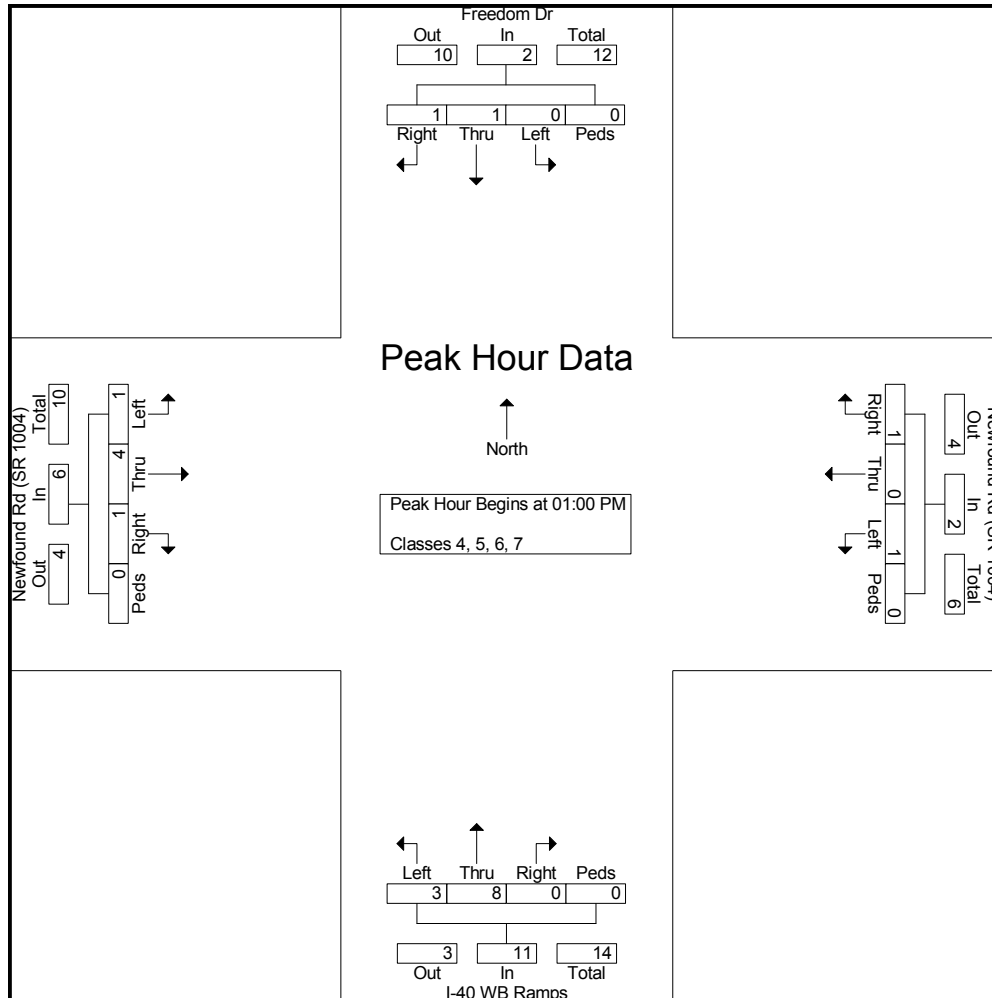 Freedom Dr
Out In Total
10 2 12
1 1 0 0
Right Thru Left Peds
Peak Hour Data
North
Peak Hour Begins at 01:00 PM
Classes 4, 5, 6, 7
Newfound Rd (SR 1004)
Out In Total
4 6 10
Left Thru Right Peds
1 4 1 0
Newfound Rd (SR 1004)
Out In Total
4 2 6
Right Thru Left Peds
1 0 1 0
Left Thru Right Peds
3 8 0 0
3 11 14
Out In Total
I-40 WB Ramps